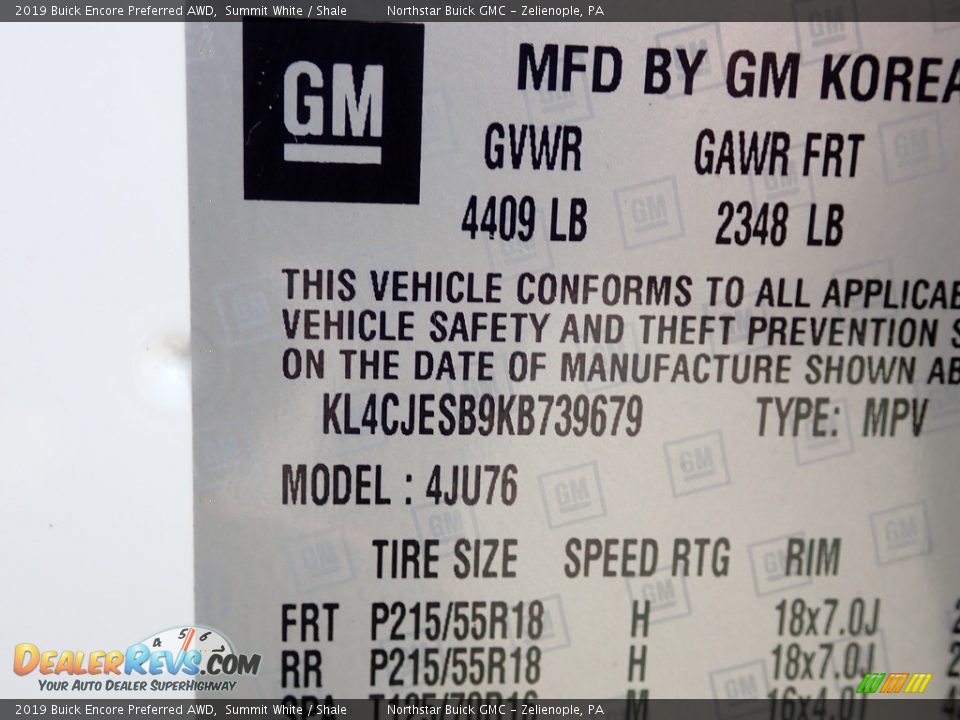 2019 Buick Encore Preferred AWD, Summit White / Shale Northstar Buick GMC - Zelienople, PA
GM
MFD BY GM KOREA
GVWR GAWR FRT
4409 LB 2348 LB
THIS VEHICLE CONFORMS TO ALL
VEHICLE SAFETY AND THEFT PREVENTION
ON THE DATE OF MANUFACTURE SHOWN
KL4CJESB9KB739679 TYPE: MPV
MODEL : 4JU76
TIRE SIZE SPEED RTG RIM
FRT P215/55R18 H 18x7.0J
RR P215/55R18 H 18x7.0J
DEALERREVS.COM
YOUR AUTO DEALER SUPERHIGHWAY
2019 Buick Encore Preferred AWD, Summit White / Shale Northstar Buick GMC - Zelienople, PA